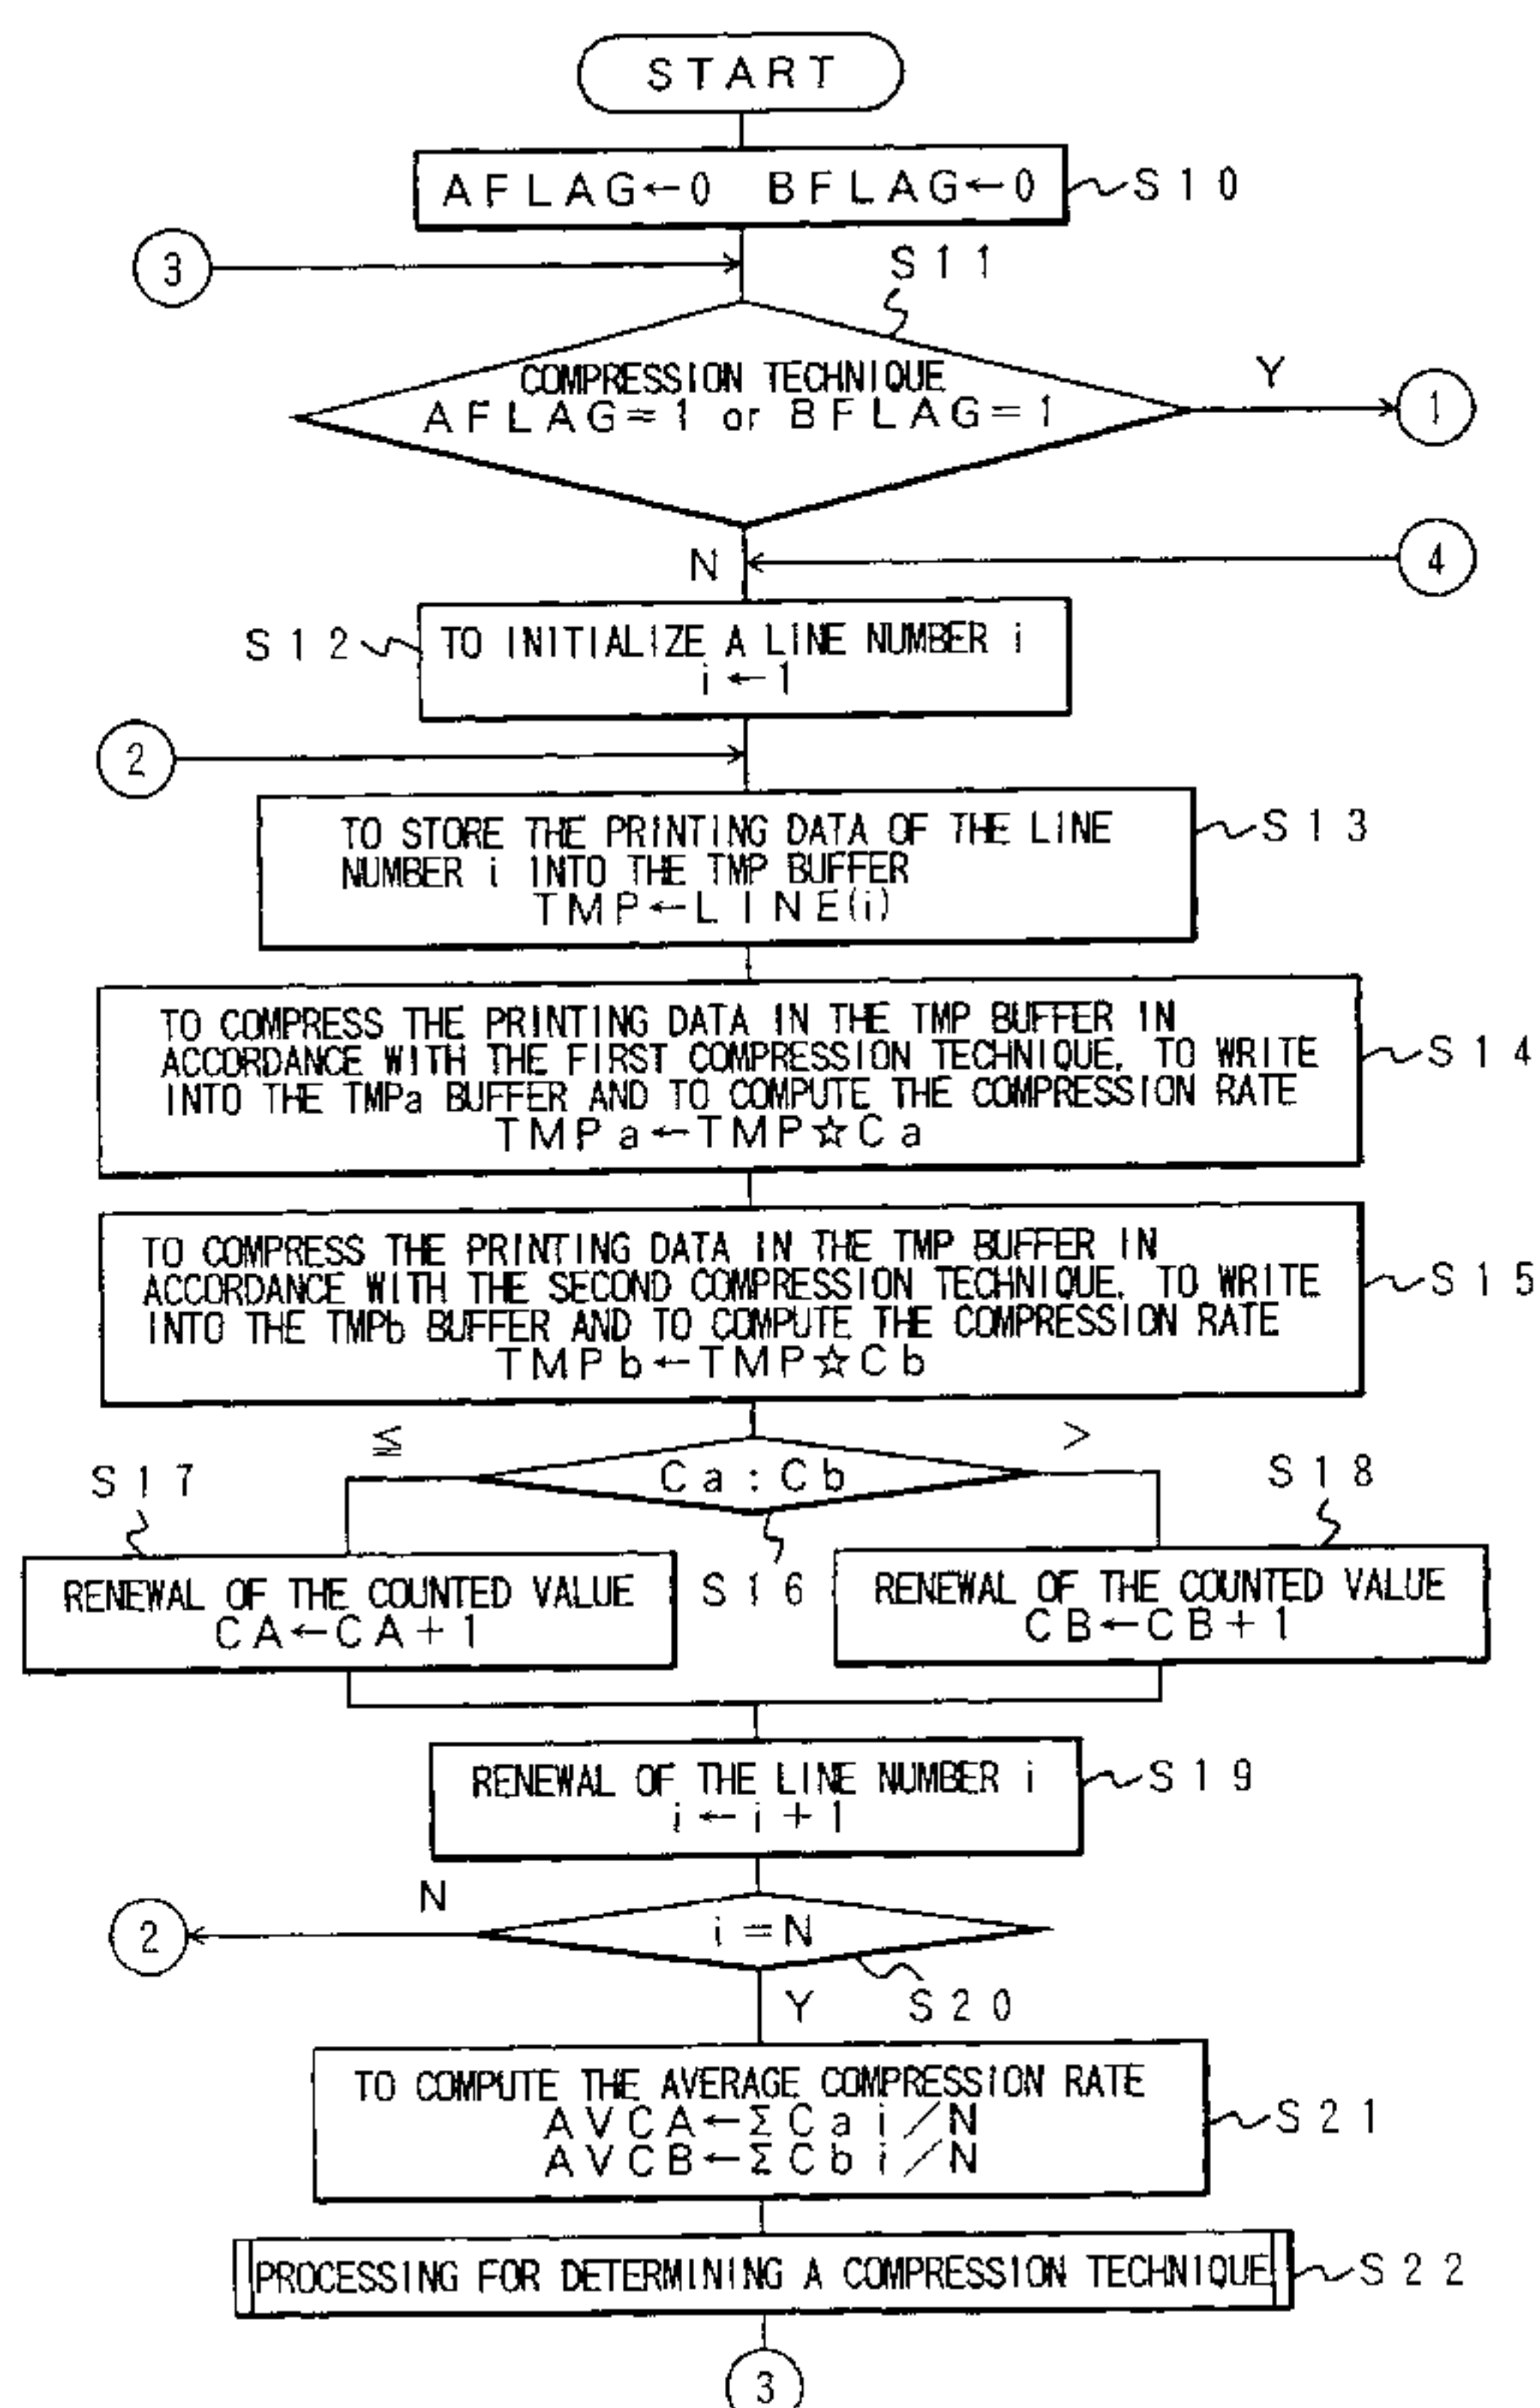 START
AFLAG←0 BFLAG←0
S10
3
S11
COMPRESSION TECHNIQUE
AFLAG=1 or BFLAG=1
Y
1
N
4
S12
TO INITIALIZE A LINE NUMBER i
i←1
2
TO STORE THE PRINTING DATA OF THE LINE
NUMBER i INTO THE TMP BUFFER
TMP←LINE(i)
S13
TO COMPRESS THE PRINTING DATA IN THE TMP BUFFER IN
ACCORDANCE WITH THE FIRST COMPRESSION TECHNIQUE, TO WRITE
INTO THE TMPa BUFFER AND TO COMPUTE THE COMPRESSION RATE
TMPa←TMP☆Ca
S14
TO COMPRESS THE PRINTING DATA IN THE TMP BUFFER IN
ACCORDANCE WITH THE SECOND COMPRESSION TECHNIQUE, TO WRITE
INTO THE TMPb BUFFER AND TO COMPUTE THE COMPRESSION RATE
TMPb←TMP☆Cb
S15
≦
>
Ca:Cb
S16
S17
RENEWAL OF THE COUNTED VALUE
CA←CA+1
S18
RENEWAL OF THE COUNTED VALUE
CB←CB+1
RENEWAL OF THE LINE NUMBER i
i←i+1
S19
N
2
i=N
Y
S20
TO COMPUTE THE AVERAGE COMPRESSION RATE
AVCA←ΣCai/N
AVCB←ΣCbi/N
S21
PROCESSING FOR DETERMINING A COMPRESSION TECHNIQUE
S22
3